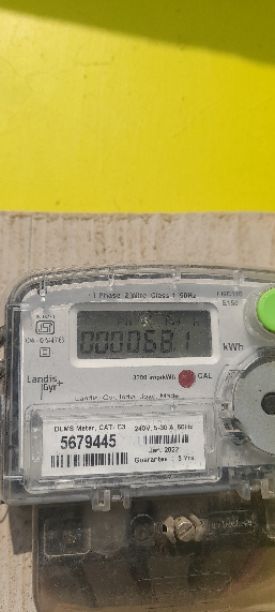 1 Phase 2 Wire Class 1 50Hz
E150
0000681
kWh
Landis
Gyr+
3200 imp/kWh CAL
DLMS Meter, CAT- C3
240V, 5-30 A, 50Hz
5679445
Jan. 2022
Guarantee : 5 Yrs.